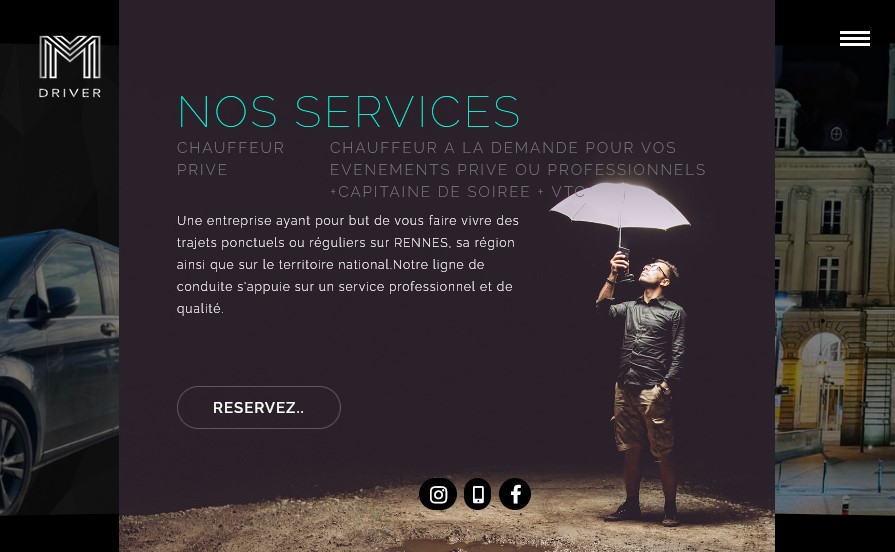 DRIVER
NOS SERVICES
CHAUFFEUR
PRIVE
CHAUFFEUR A LA DEMANDE POUR VOS
EVENEMENTS PRIVE OU PROFESSIONNELS
+CAPITAINE DE SOIREE + VTC
Une entreprise ayant pour but de vous faire vivre des
trajets ponctuels ou réguliers sur RENNES, sa région
ainsi que sur le territoire national.Notre ligne de
conduite s'appuie sur un service professionnel et de
qualité.
RESERVEZ..